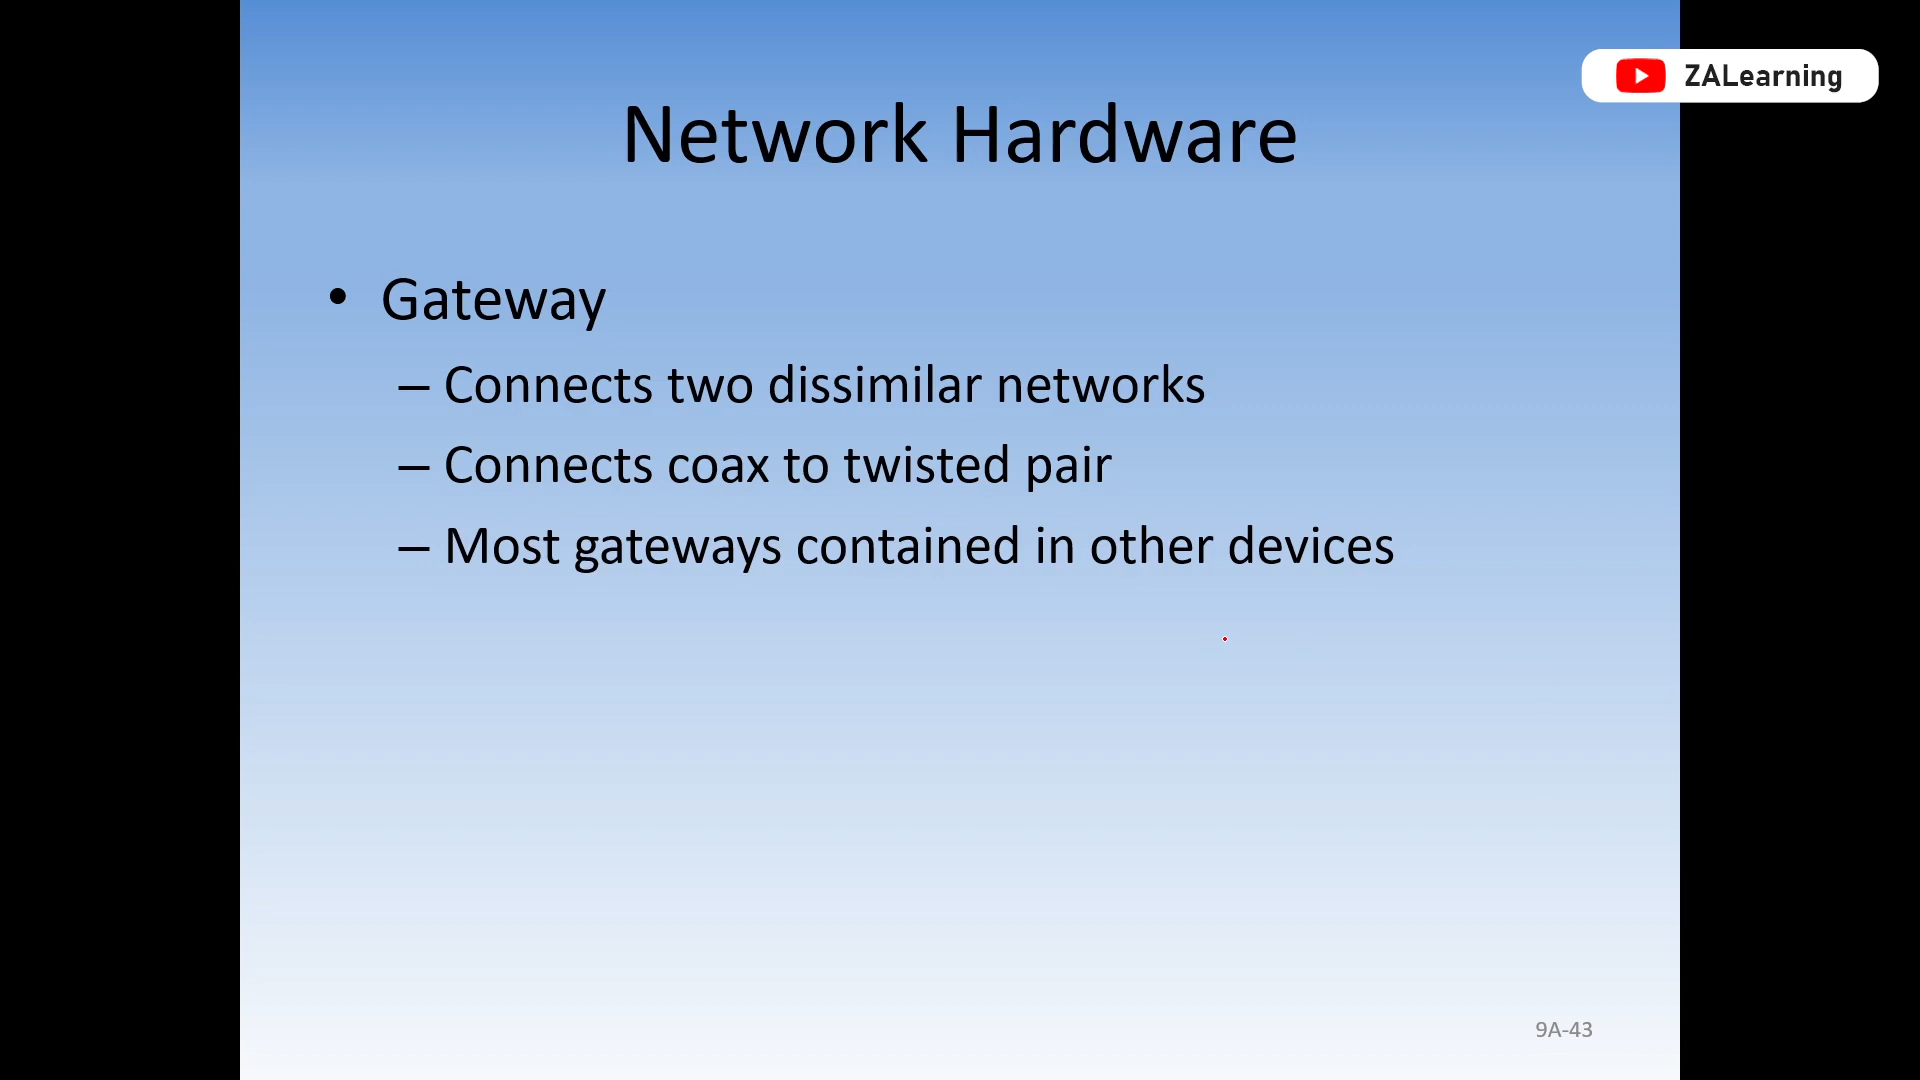 ZALearning
Network Hardware
• Gateway
– Connects two dissimilar networks
– Connects coax to twisted pair
– Most gateways contained in other devices
9A-43